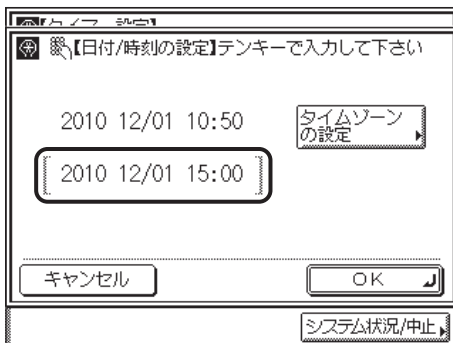 【日付/時刻の設定】テンキーで入力して下さい
2010 12/01 10:50
タイムゾーン
の設定
2010 12/01 15:00
キャンセル
OK
システム状況/中止